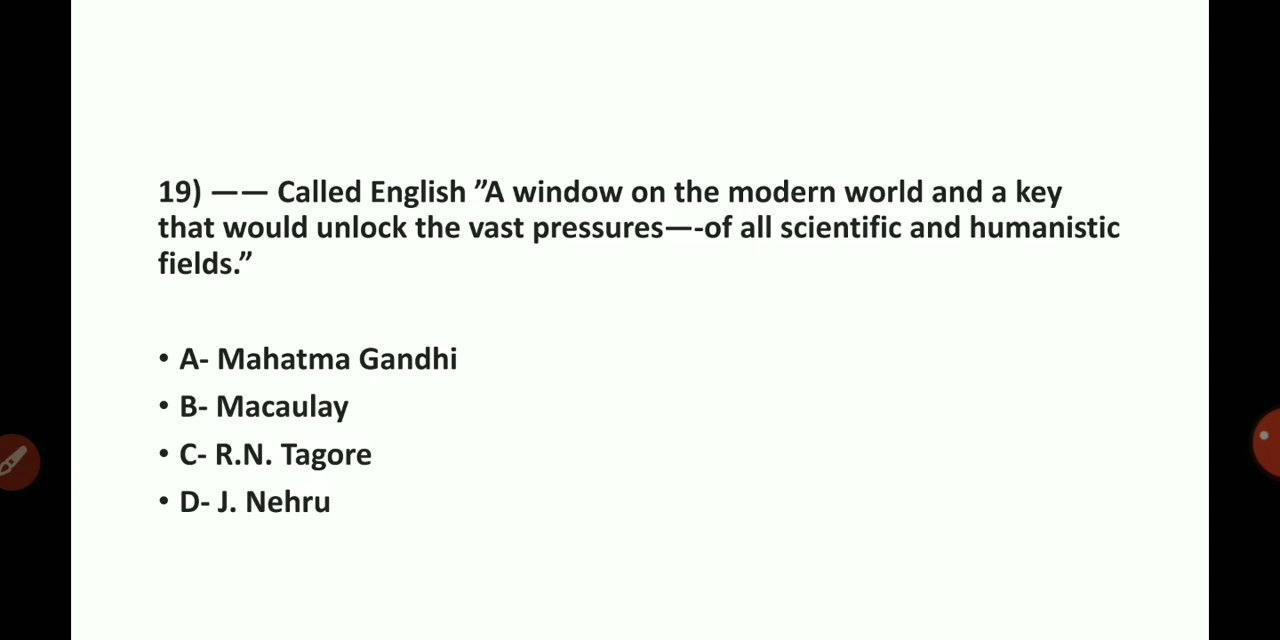 19) —— Called English ”A window on the modern world and a key
that would unlock the vast pressures—-of all scientific and humanistic
fields.”
• A- Mahatma Gandhi
• B- Macaulay
• C- R.N. Tagore
• D- J. Nehru